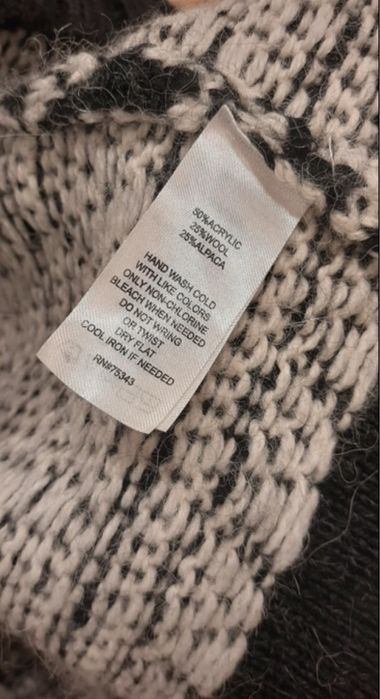 50%ACRYLIC
25%WOOL
25%ALPACA
HAND WASH COLD
WITH LIKE COLORS
ONLY NON-CHLORINE
BLEACH WHEN NEEDED
DO NOT WRING
OR TWIST
DRY FLAT
COOL IRON IF NEEDED
RN#75343